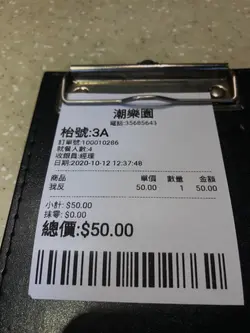 潮樂園
電話:35685643
枱號:3A
訂單號:100010286
就餐人數:4
收銀員:經理
日期:2020-10-12 12:37:48
商品 單價 數量 金額
我反 50.00 1 50.00
小計:$50.00
抹零:$0.00
總價:$50.00